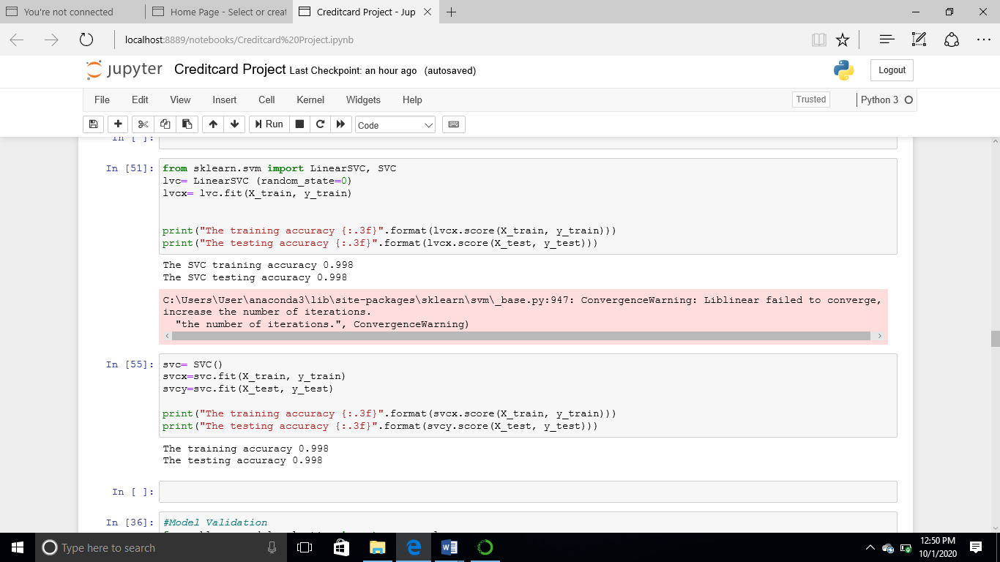 You're not connected
Home Page - Select or creat
Creditcard Project - Jup
localhost:8889/notebooks/Creditcard%20Project.ipynb
jupyter Creditcard Project Last Checkpoint: an hour ago (autosaved)
Logout
File Edit View Insert Cell Kernel Widgets Help
Trusted
Python 3
Run
Code
In [ ]:
In [51]:
from sklearn.svm import LinearSVC, SVC
lvc= LinearSVC (random_state=0)
lvcx= lvc.fit(X_train, y_train)
print("The training accuracy {:.3f}".format(lvcx.score(X_train, y_train)))
print("The testing accuracy {:.3f}".format(lvcx.score(X_test, y_test)))
The SVC training accuracy 0.998
The SVC testing accuracy 0.998
C:\Users\User\anaconda3\lib\site-packages\sklearn\svm\_base.py:947: ConvergenceWarning: Liblinear failed to converge,
increase the number of iterations.
"the number of iterations.", ConvergenceWarning)
In [55]:
svc= SVC()
svcx=svc.fit(X_train, y_train)
svcy=svc.fit(X_test, y_test)
print("The training accuracy {:.3f}".format(svcx.score(X_train, y_train)))
print("The testing accuracy {:.3f}".format(svcy.score(X_test, y_test)))
The training accuracy 0.998
The testing accuracy 0.998
In [ ]:
In [36]:
#Model Validation
Type here to search
12:50 PM
10/1/2020